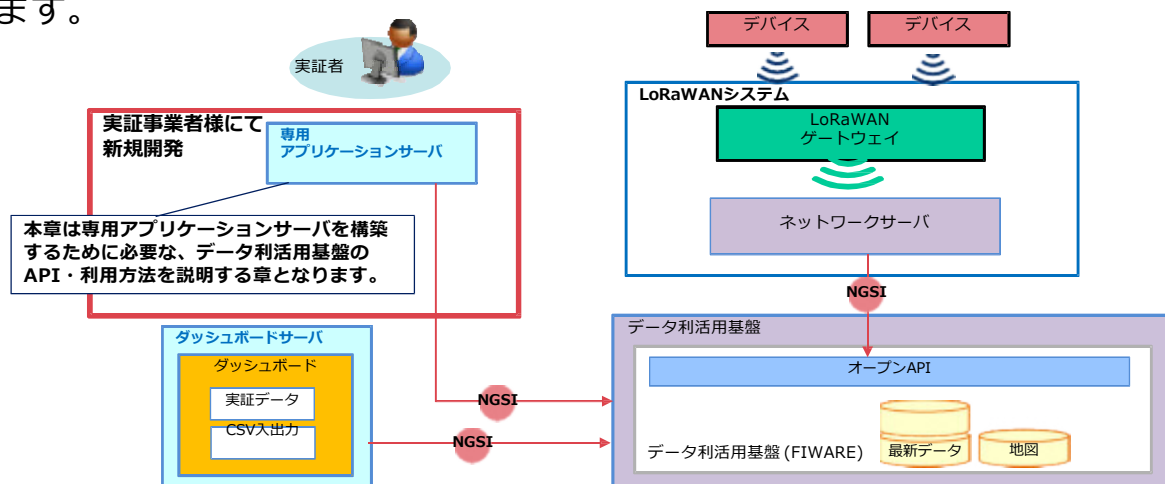 ます。
デバイス
デバイス
実証者
LoRaWANシステム
LoRaWAN
ゲートウェイ
実証事業者様にて
新規開発
専用
アプリケーションサーバ
本章は専用アプリケーションサーバを構築
するために必要な、データ利活用基盤の
API・利用方法を説明する章となります。
ネットワークサーバ
NGSI
データ利活用基盤
ダッシュボードサーバ
ダッシュボード
オープンAPI
実証データ
NGSI
CSV入出力
NGSI
データ利活用基盤 (FIWARE)
最新データ
地図